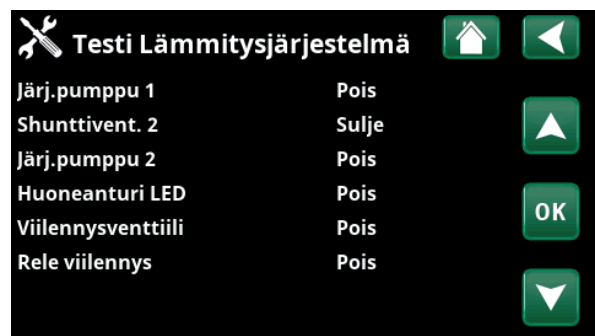 Testi Lämmitysjärjestelmä
Järj.pumppu 1 Pois
Shunttivent. 2 Sulje
Järj.pumppu 2 Pois
Huoneanturi LED Pois
OK
Viilennysventtiili Pois
Rele viilennys Pois